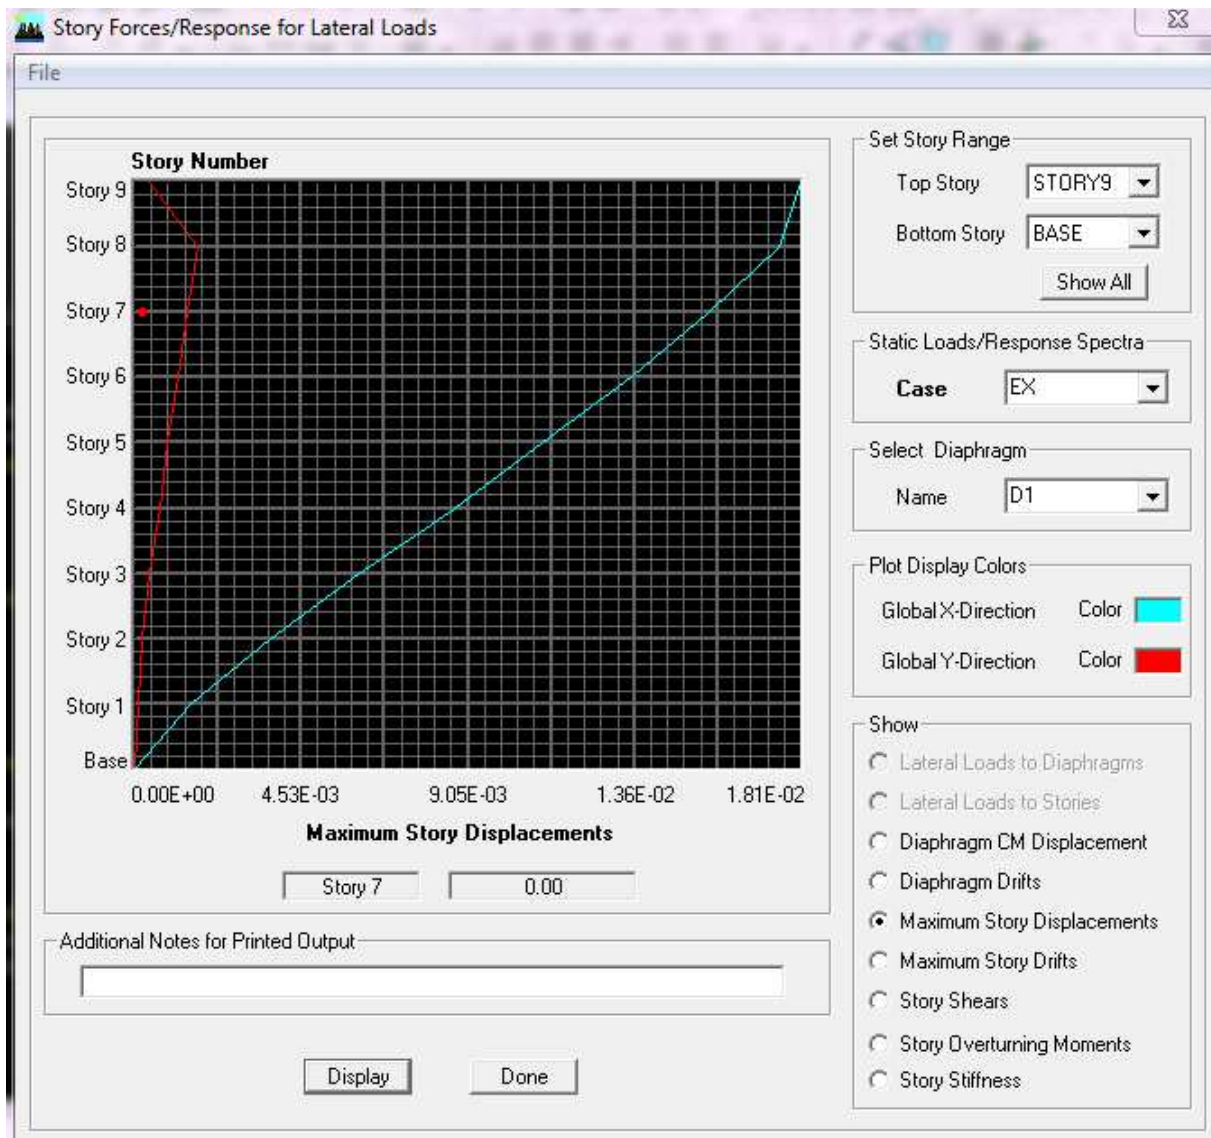 Story Forces/Response for Lateral Loads
File
Story Number
Story 9
Story 8
Story 7
Story 6
Story 5
Story 4
Story 3
Story 2
Story 1
Base
0.00E+00 4.53E-03 9.05E-03 1.36E-02 1.81E-02
Maximum Story Displacements
Story 7 0.00
Additional Notes for Printed Output
Display Done
Set Story Range
Top Story STORY9
Bottom Story BASE
Show All
Static Loads/Response Spectra
Case EX
Select Diaphragm
Name D1
Plot Display Colors
Global X-Direction Color
Global Y-Direction Color
Show
Lateral Loads to Diaphragms
Lateral Loads to Stories
Diaphragm CM Displacement
Diaphragm Drifts
Maximum Story Displacements
Maximum Story Drifts
Story Shears
Story Overturning Moments
Story Stiffness